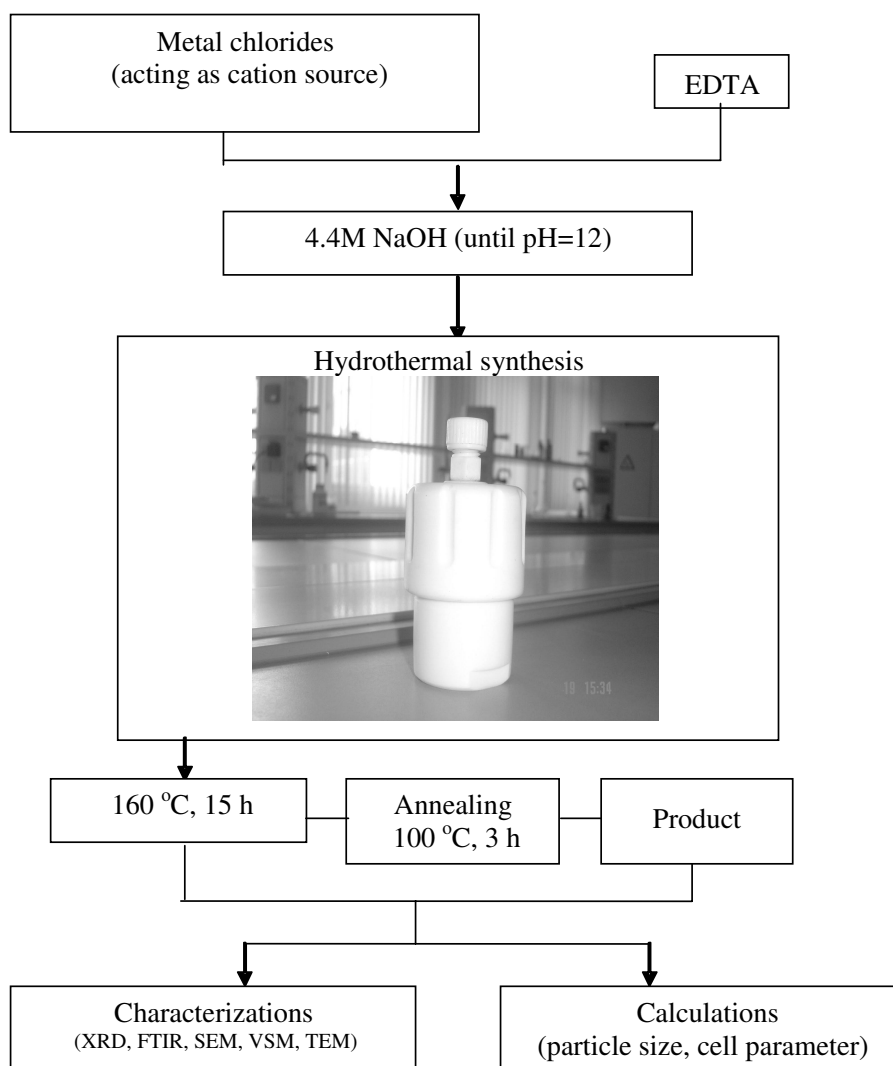 Metal chlorides
(acting as cation source)
EDTA
4.4M NaOH (until pH=12)
Hydrothermal synthesis
19 15:34
160 °C, 15 h
Annealing
100 °C, 3 h
Product
Characterizations
(XRD, FTIR, SEM, VSM, TEM)
Calculations
(particle size, cell parameter)